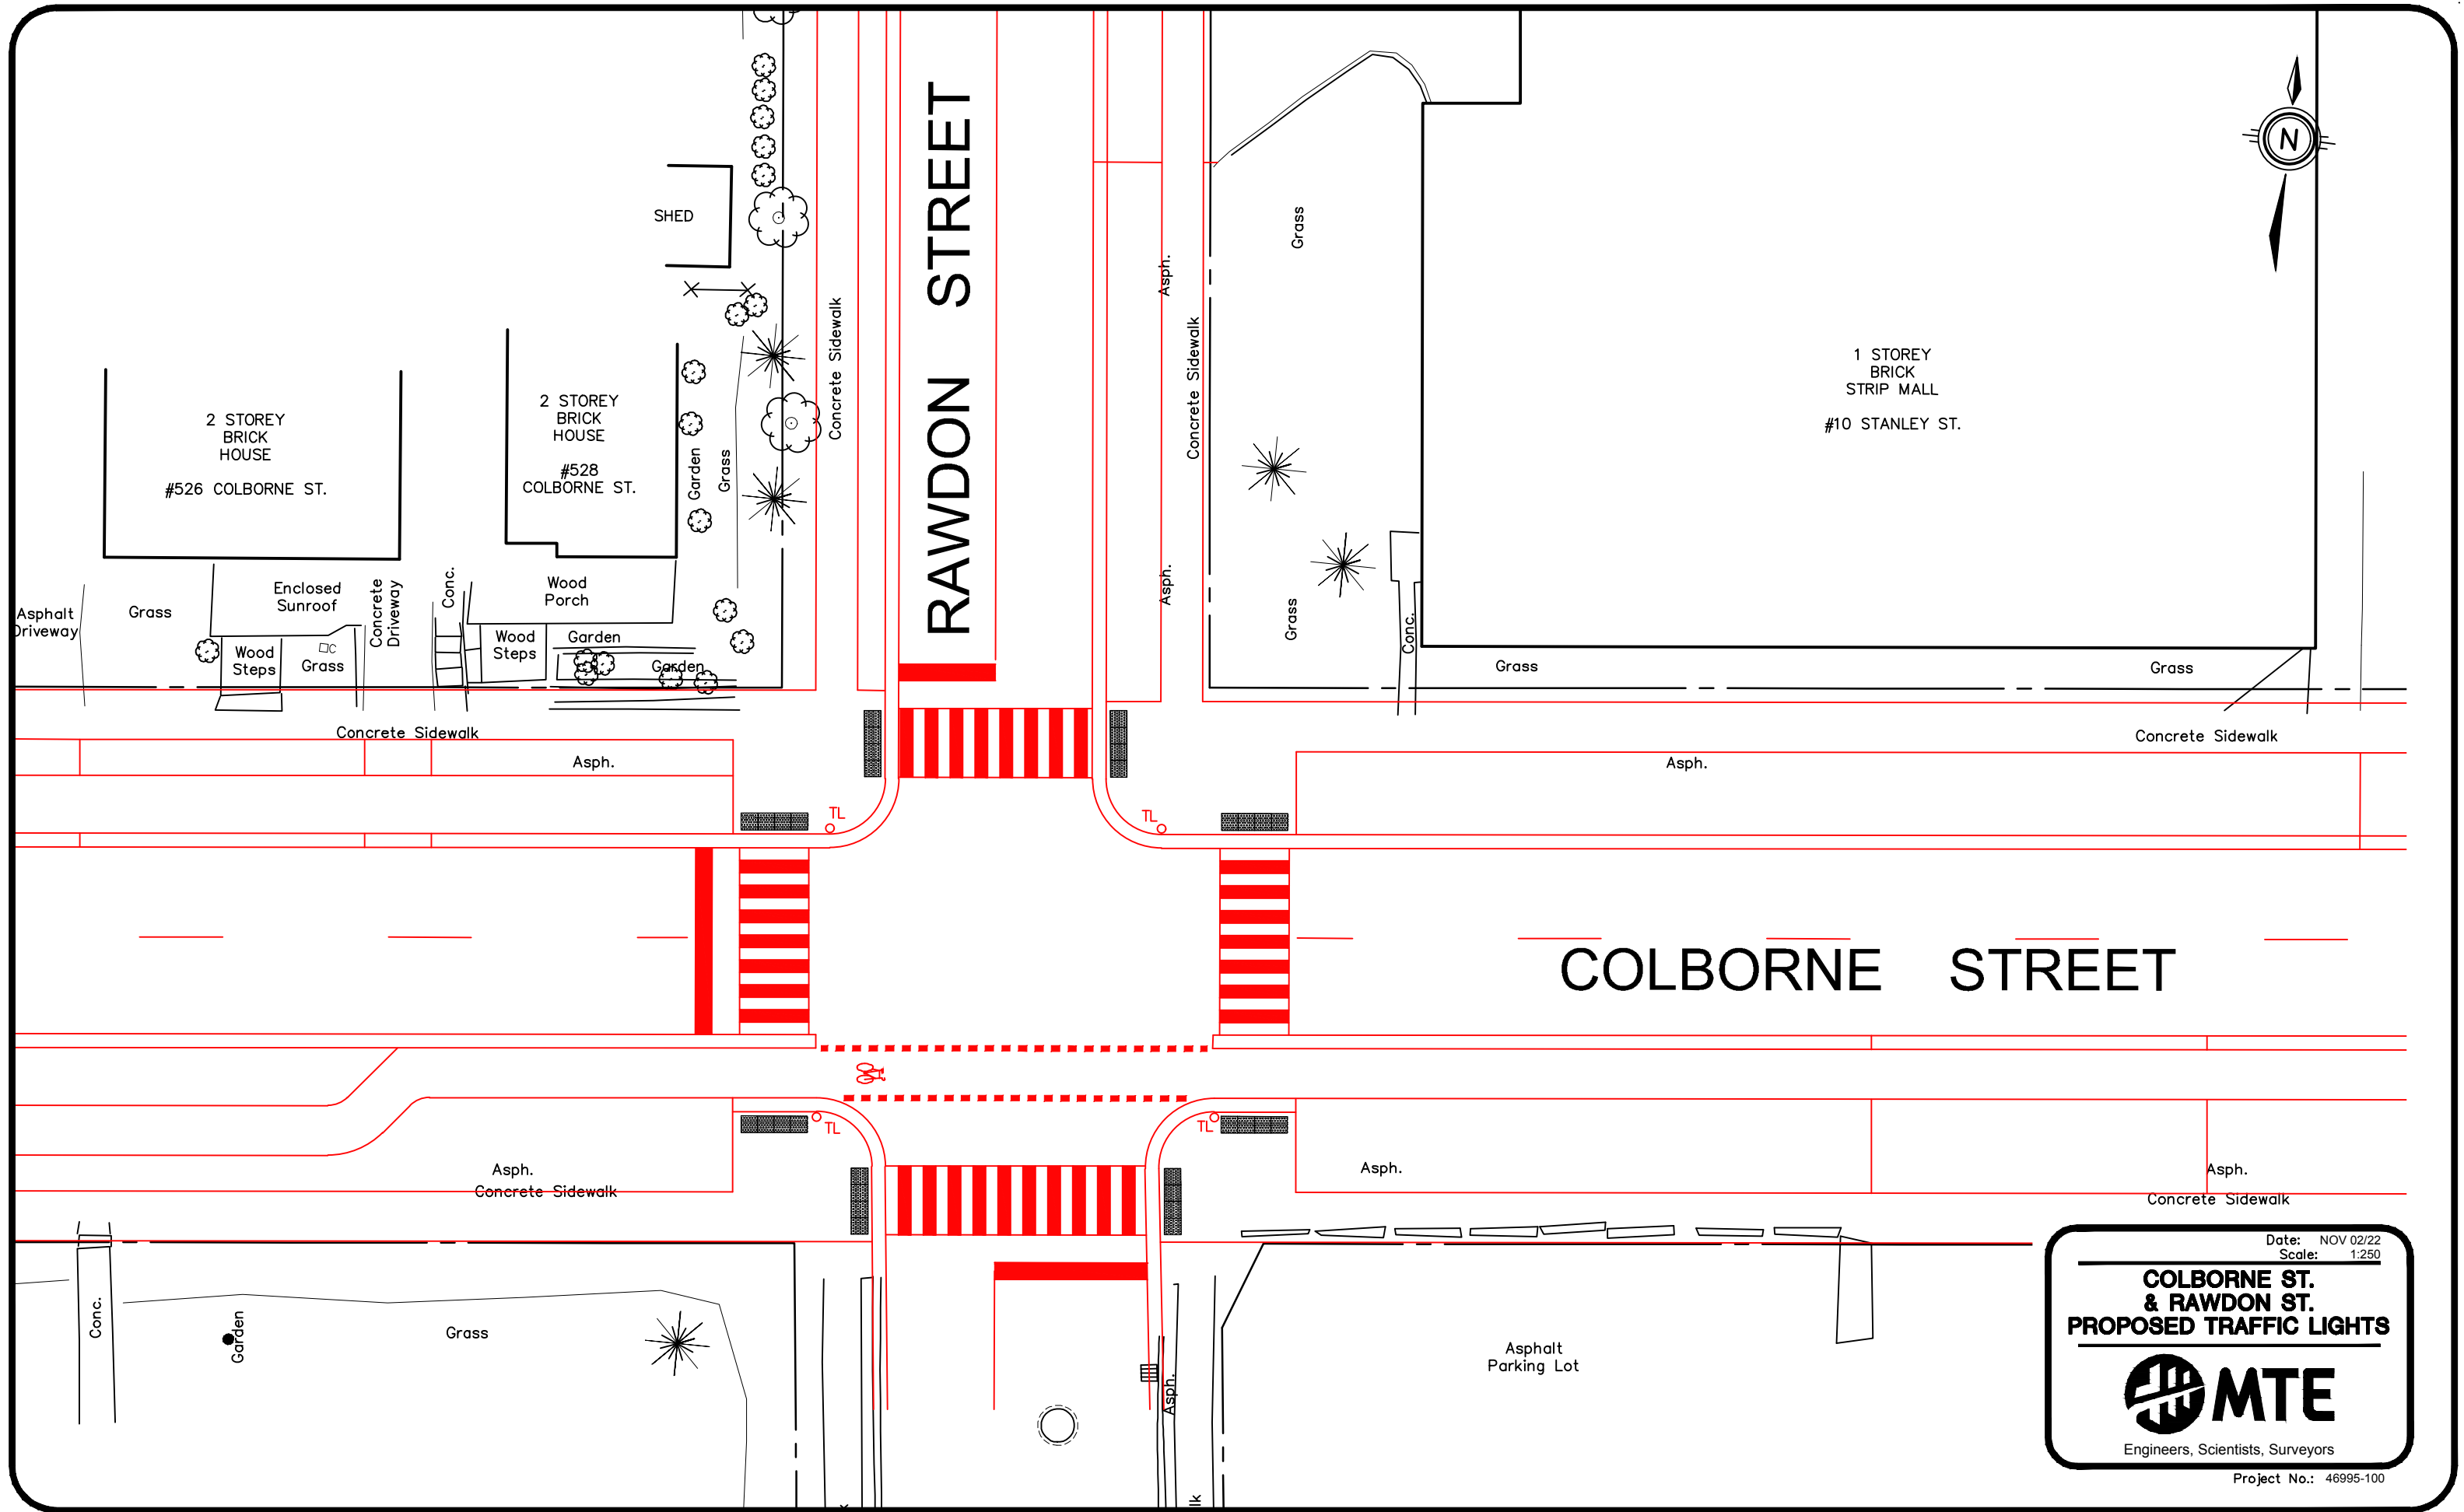 N
RAWDON STREET
SHED
Concrete Sidewalk
Asph.
Concrete Sidewalk
Grass
1 STOREY
BRICK
STRIP MALL
#10 STANLEY ST.
2 STOREY
BRICK
HOUSE
#526 COLBORNE ST.
2 STOREY
BRICK
HOUSE
#528
COLBORNE ST.
Garden
Grass
Asph.
Grass
Conc.
Asphalt
Driveway
Grass
Enclosed
Sunroof
Concrete
Driveway
Conc.
Wood
Porch
Wood
Steps
C
Grass
Wood
Steps
Garden
Garden
Grass
Grass
Concrete Sidewalk
Concrete Sidewalk
Asph.
Asph.
TL
TL
COLBORNE STREET
TL
TL
Asph.
Concrete Sidewalk
Asph.
Asph.
Concrete Sidewalk
Conc.
Garden
Grass
Asph.
Asphalt
Parking Lot
Date: NOV 02/22
Scale: 1:250
COLBORNE ST.
& RAWDON ST.
PROPOSED TRAFFIC LIGHTS
MTE
Engineers, Scientists, Surveyors
Project No.: 46995-100